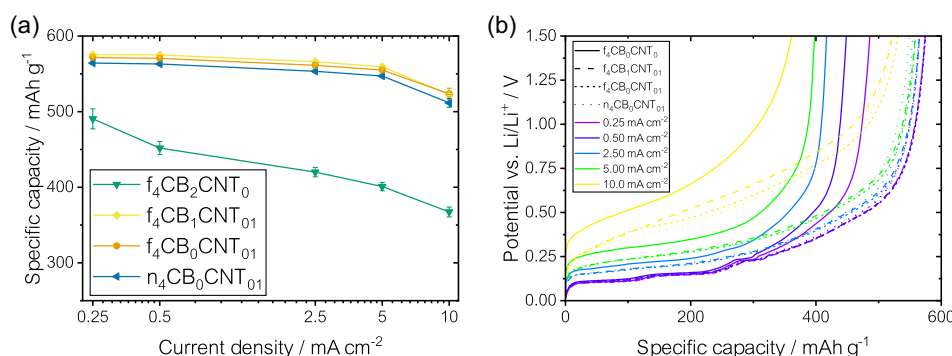 (a)
600
500
400
300
Specific capacity / mAh g⁻¹
f₄CB₂CNT₀
f₄CB₁CNT₀₁
f₄CB₀CNT₀₁
n₄CB₀CNT₀₁
0.25 0.5 2.5 5 10
Current density / mA cm⁻²
(b)
1.50
1.25
1.00
0.75
0.50
0.25
0.00
Potential vs. Li/Li⁺ / V
f₄CB₀CNT₀
f₄CB₁CNT₀₁
f₄CB₀CNT₀₁
n₄CB₀CNT₀₁
0.25 mA cm⁻²
0.50 mA cm⁻²
2.50 mA cm⁻²
5.00 mA cm⁻²
10.0 mA cm⁻²
0 200 400 600
Specific capacity / mAh g⁻¹